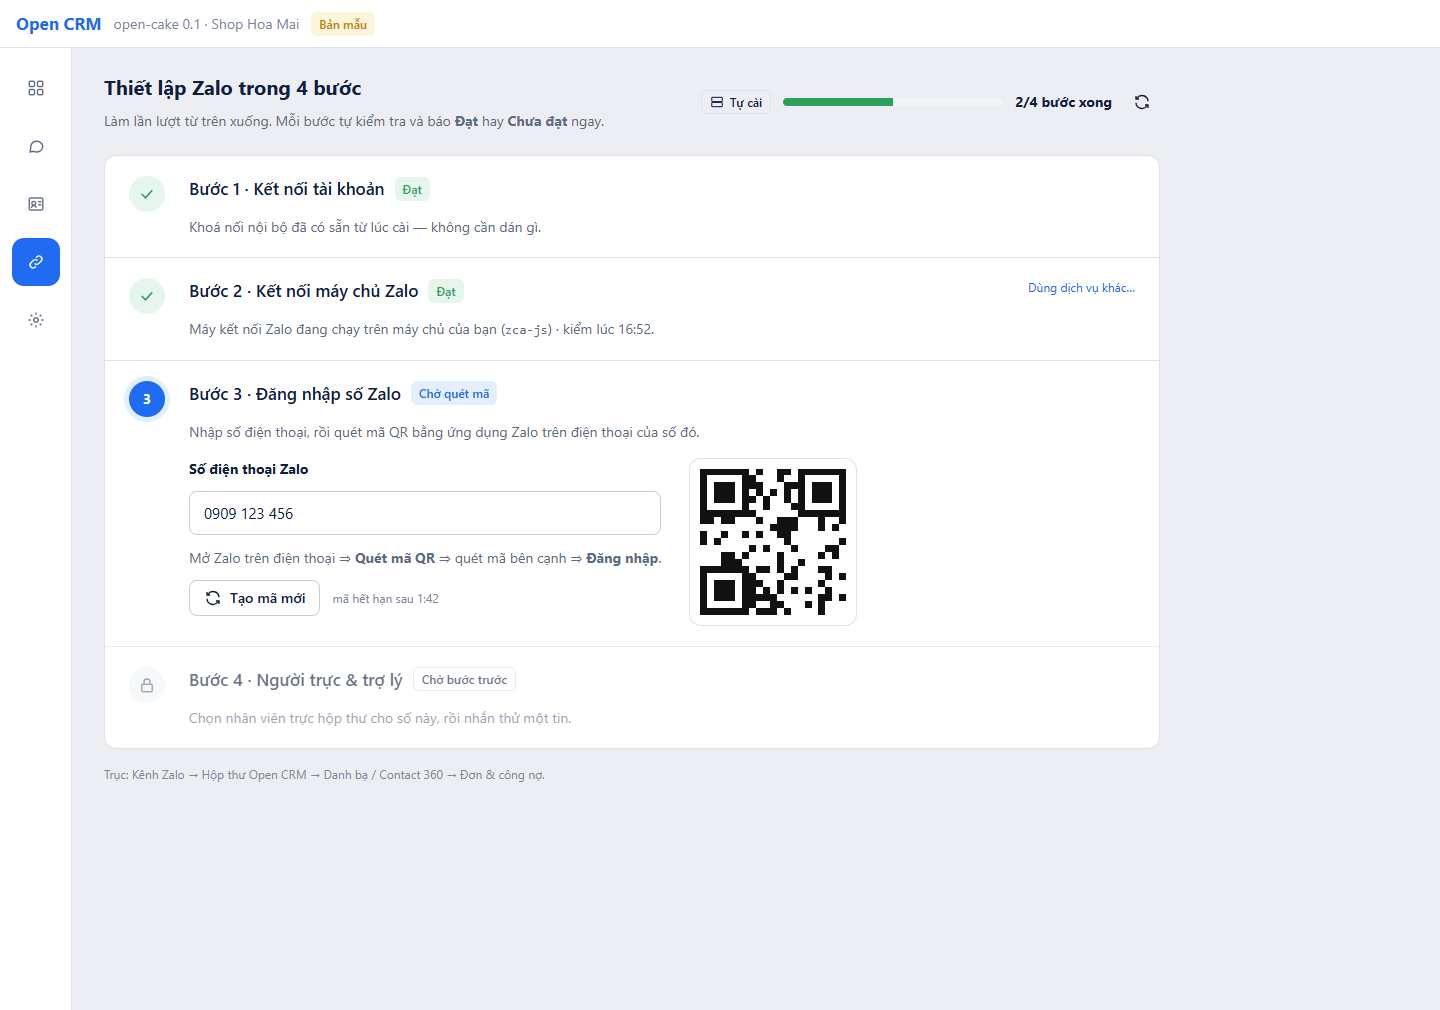 Open CRM open-cake 0.1 · Shop Hoa Mai Bản mẫu
Thiết lập Zalo trong 4 bước
Làm lần lượt từ trên xuống. Mỗi bước tự kiểm tra và báo Đạt hay Chưa đạt ngay.
Tự cài 2/4 bước xong
Bước 1 · Kết nối tài khoản Đạt
Khoá nối nội bộ đã có sẵn từ lúc cài — không cần dán gì.
Bước 2 · Kết nối máy chủ Zalo Đạt
Dùng dịch vụ khác...
Máy kết nối Zalo đang chạy trên máy chủ của bạn (zca-js) · kiểm lúc 16:52.
3 Bước 3 · Đăng nhập số Zalo Chờ quét mã
Nhập số điện thoại, rồi quét mã QR bằng ứng dụng Zalo trên điện thoại của số đó.
Số điện thoại Zalo
0909 123 456
Mở Zalo trên điện thoại ⇒ Quét mã QR ⇒ quét mã bên cạnh ⇒ Đăng nhập.
Tạo mã mới mã hết hạn sau 1:42
Bước 4 · Người trực & trợ lý Chờ bước trước
Chọn nhân viên trực hộp thư cho số này, rồi nhắn thử một tin.
Trục: Kênh Zalo → Hộp thư Open CRM → Danh bạ / Contact 360 → Đơn & công nợ.